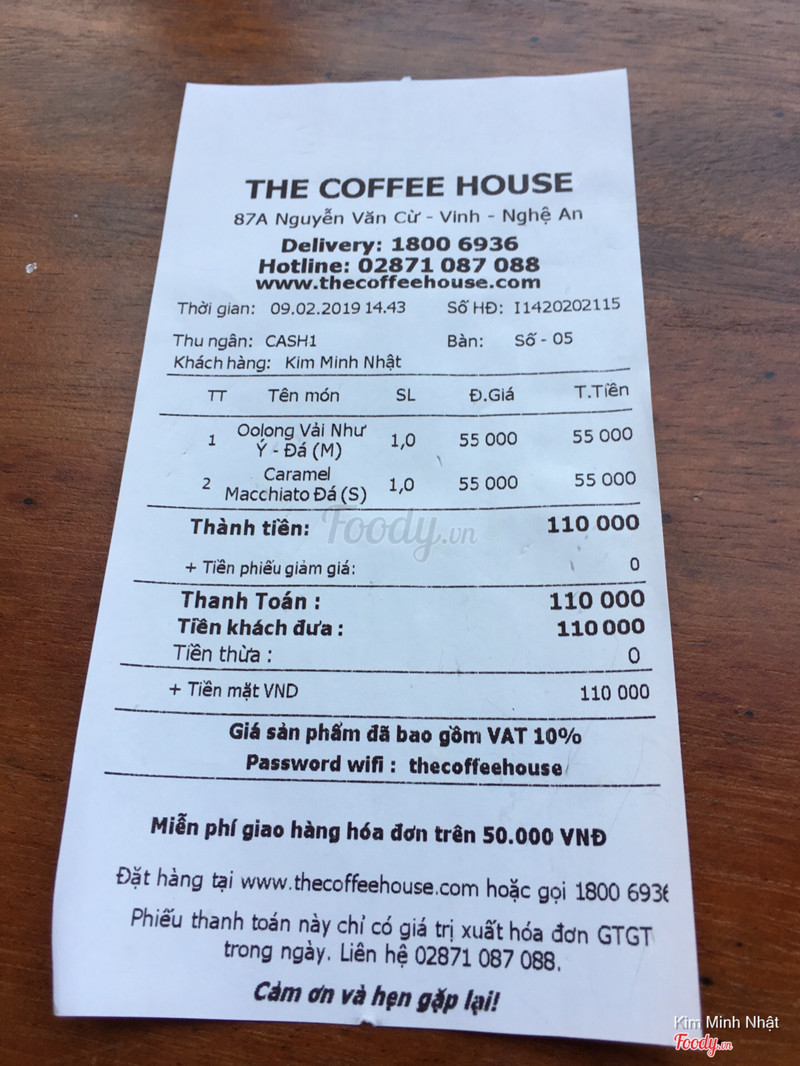 THE COFFEE HOUSE
87A Nguyễn Văn Cừ - Vinh - Nghệ An
Delivery: 1800 6936
Hotline: 02871 087 088
www.thecoffeehouse.com
Thời gian: 09.02.2019 14.43 Số HĐ: I1420202115
Thu ngân: CASH1 Bàn: Số - 05
Khách hàng: Kim Minh Nhật
TT Tên món SL Đ.Giá T.Tiền
1 Oolong Vải Như Ý - Đá (M) 1,0 55 000 55 000
2 Caramel Macchiato Đá (S) 1,0 55 000 55 000
Thành tiền: 110 000
Foody.vn
+ Tiền phiếu giảm giá: 0
Thanh Toán : 110 000
Tiền khách đưa : 110 000
Tiền thừa : 0
+ Tiền mặt VND 110 000
Giá sản phẩm đã bao gồm VAT 10%
Password wifi : thecoffeehouse
Miễn phí giao hàng hóa đơn trên 50.000 VNĐ
Đặt hàng tại www.thecoffeehouse.com hoặc gọi 1800 6936
Phiếu thanh toán này chỉ có giá trị xuất hóa đơn GTGT
trong ngày. Liên hệ 02871 087 088.
Cảm ơn và hẹn gặp lại!
Kim Minh Nhật
Foody.vn